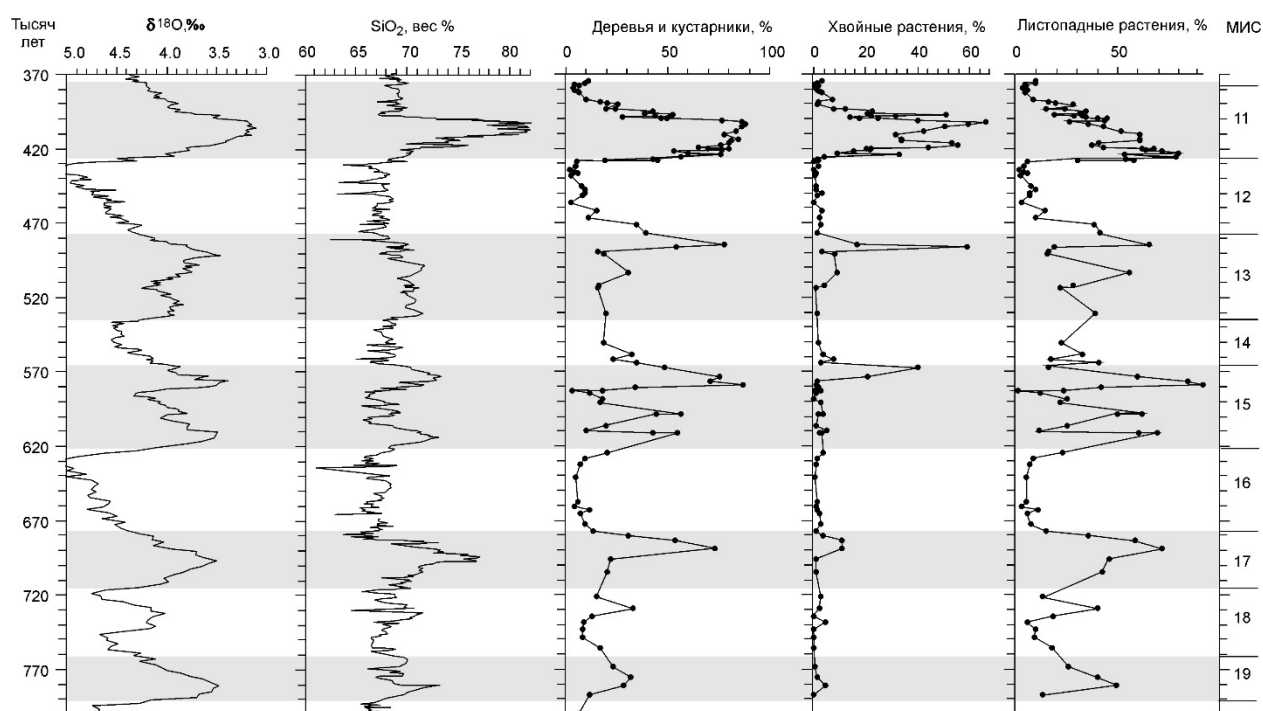 Тысяч лет
δ18O,‰
SiO2, вес %
Деревья и кустарники, %
Хвойные растения, %
Листопадные растения, %
МИС
5.0 4.5 4.0 3.5 3.0
60 65 70 75 80
0 50 100
0 20 40 60
0 50
370
420
470
520
570
620
670
720
770
11
12
13
14
15
16
17
18
19